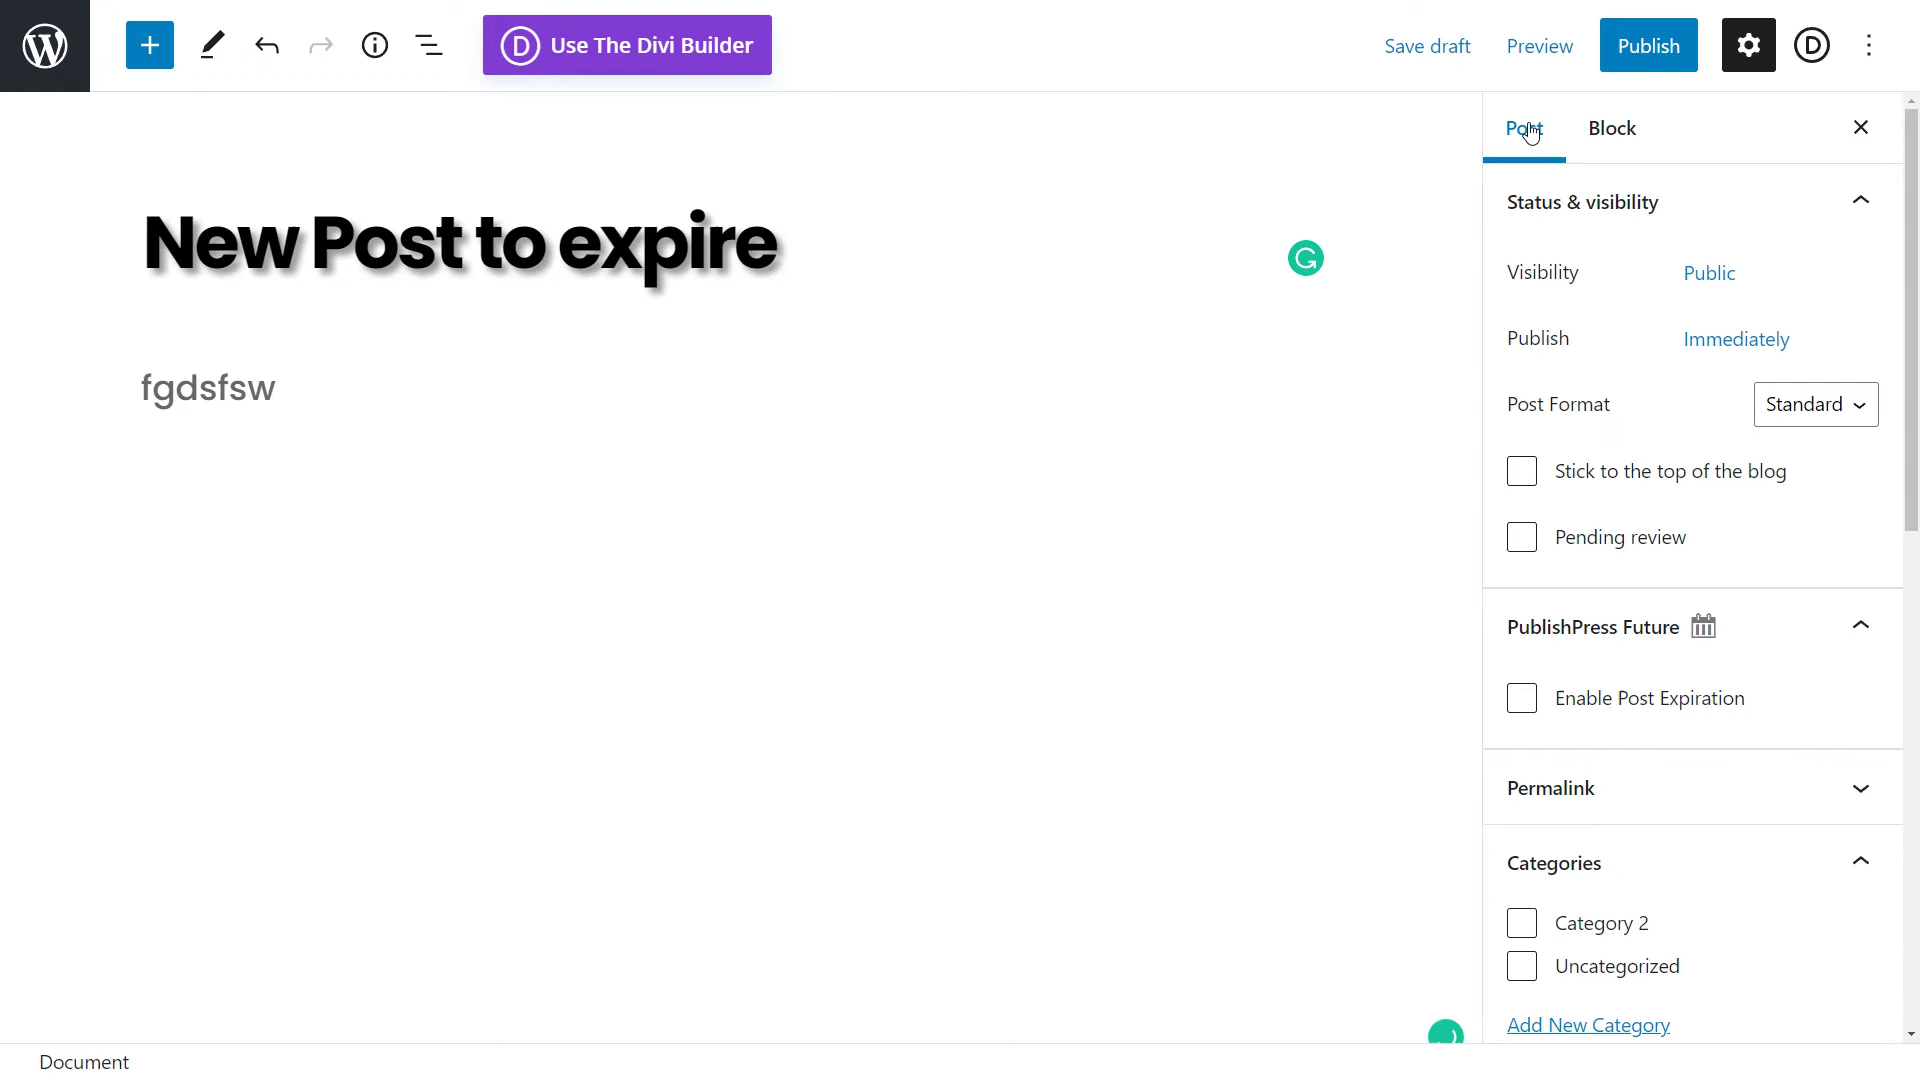 Use The Divi Builder
Save draft
Preview
Publish
Post
Block
New Post to expire
fgdsfsw
Status & visibility
Visibility
Public
Publish
Immediately
Post Format
Standard
Stick to the top of the blog
Pending review
PublishPress Future
Enable Post Expiration
Permalink
Categories
Category 2
Uncategorized
Add New Category
Document